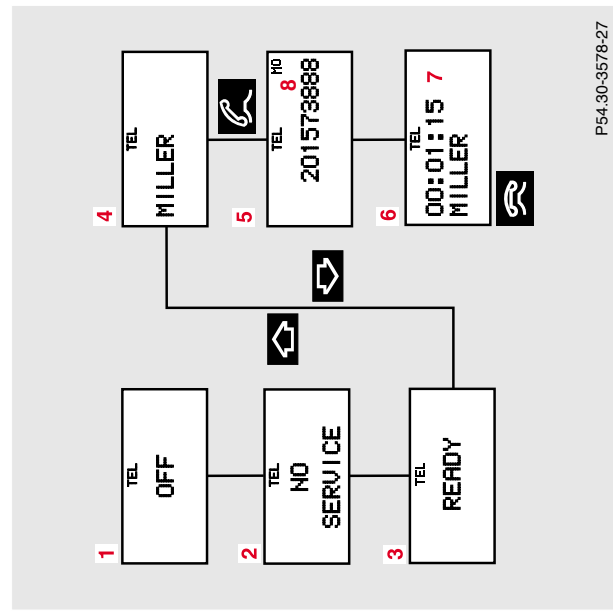 1
TEL
OFF
2
TEL
NO
SERVICE
3
TEL
READY
4
TEL
MILLER
5
TEL MO
8
201573888
6
TEL
00:01:15 7
MILLER
P54.30-3578-27